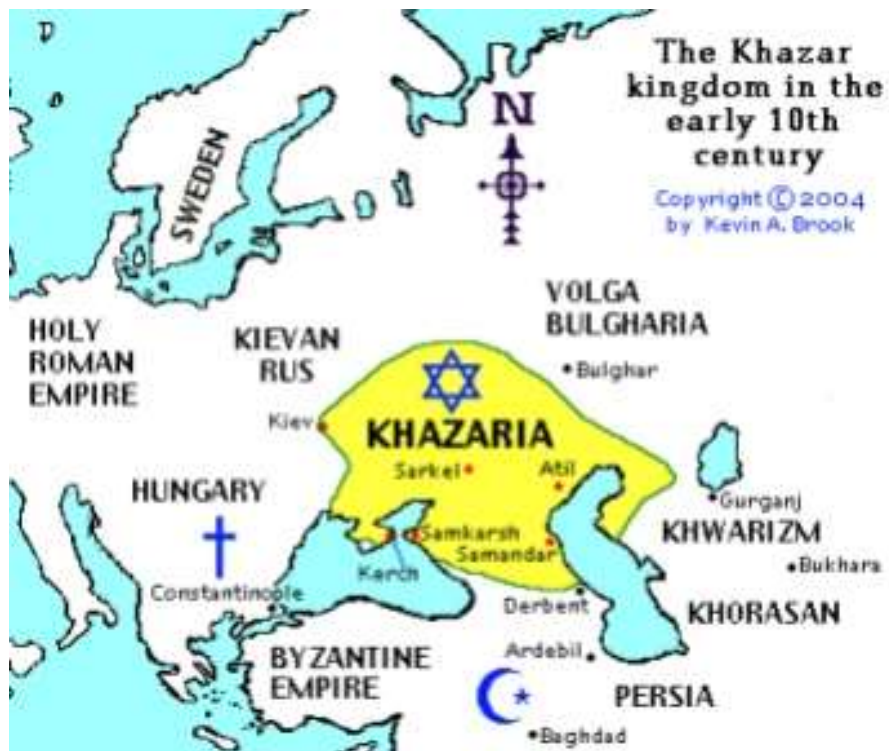 The Khazar
kingdom in the
early 10th
century
Copyright © 2004
by Kevin A. Brook
N
SWEDEN
HOLY
ROMAN
EMPIRE
KIEVAN
RUS
VOLGA
BULGHARIA
Bulghar
Kiev
KHAZARIA
Sarkel
Atil
HUNGARY
Gurganj
KHWARIZM
Samkarsh
Samandar
Kerch
Bukhara
Constantinople
Derbent
KHORASAN
BYZANTINE
EMPIRE
Ardebil
PERSIA
Baghdad